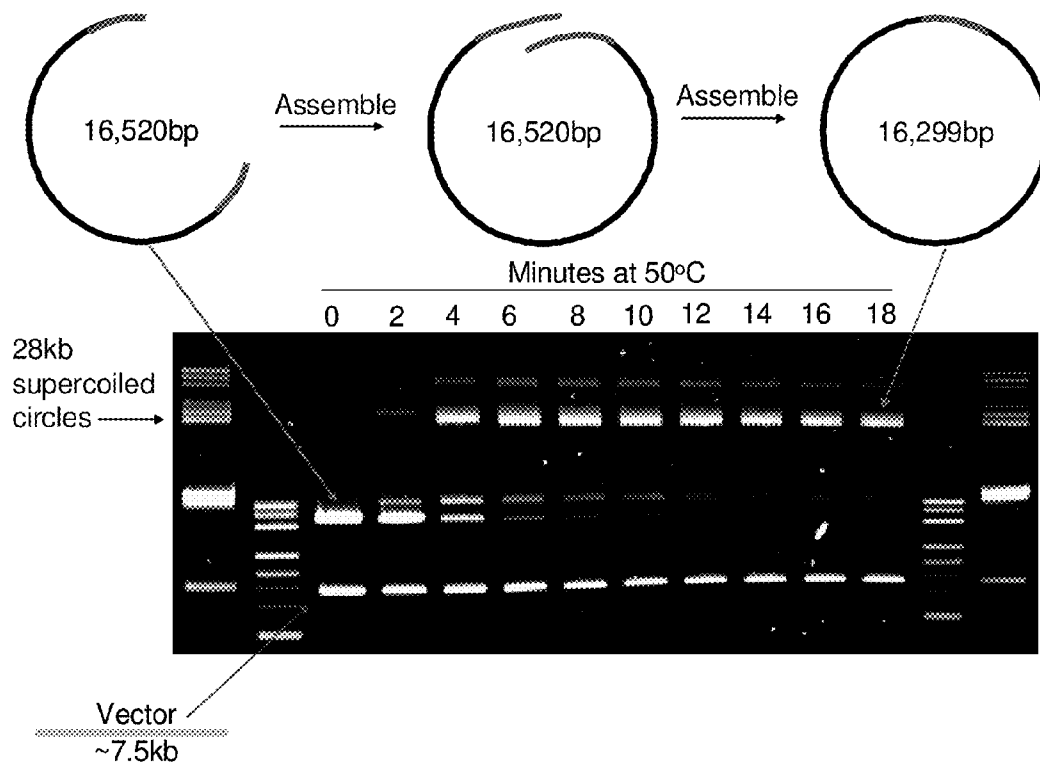 16,520bp
Assemble
16,520bp
Assemble
16,299bp
Minutes at 50°C
0 2 4 6 8 10 12 14 16 18
28kb
supercoiled
circles
Vector
~7.5kb